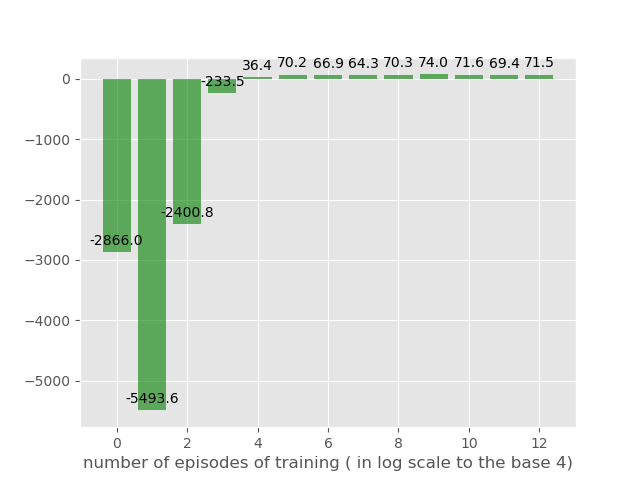 36.4 70.2 66.9 64.3 70.3 74.0 71.6 69.4 71.5
0 -233.5
−1000
−2000 -2400.8
-2866.0
−3000
−4000
−5000
-5493.6
0 2 4 6 8 10 12
number of episodes of training ( in log scale to the base 4)